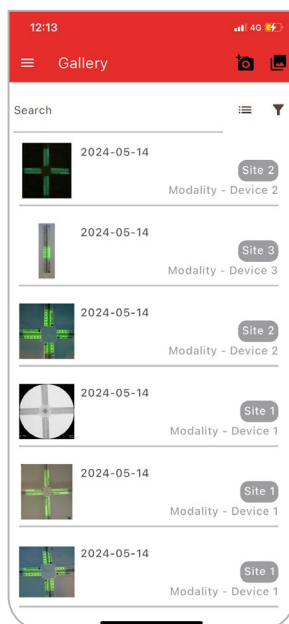 12:13
4G
Gallery
Search
2024-05-14
Site 2
Modality - Device 2
2024-05-14
Site 3
Modality - Device 3
2024-05-14
Site 2
Modality - Device 2
2024-05-14
Site 1
Modality - Device 1
2024-05-14
Site 1
Modality - Device 1
2024-05-14
Site 1
Modality - Device 1